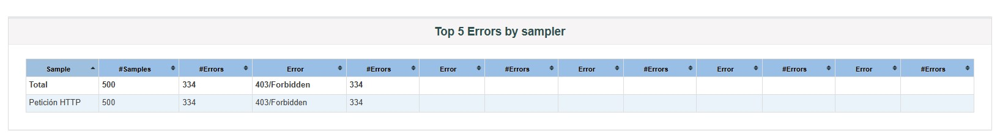 Top 5 Errors by sampler
Sample #Samples #Errors Error #Errors Error #Errors Error #Errors Error #Errors Error #Errors
Total 500 334 403/Forbidden 334
Petición HTTP 500 334 403/Forbidden 334